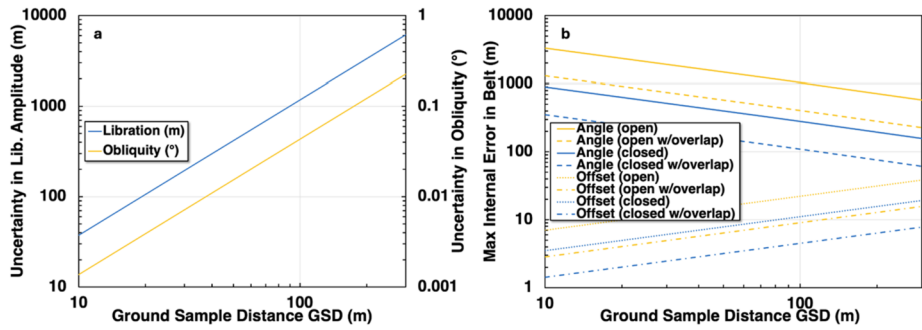 a
10000
1000
100
10
Uncertainty in Lib. Amplitude (m)
Libration (m)
Obliquity (°)
1
0.1
0.01
0.001
Uncertainty in Obliquity (°)
10
100
Ground Sample Distance GSD (m)
b
10000
1000
100
10
1
Max Internal Error in Belt (m)
Angle (open)
Angle (open w/overlap)
Angle (closed)
Angle (closed w/overlap)
Offset (open)
Offset (open w/overlap)
Offset (closed)
Offset (closed w/overlap)
10
100
Ground Sample Distance GSD (m)